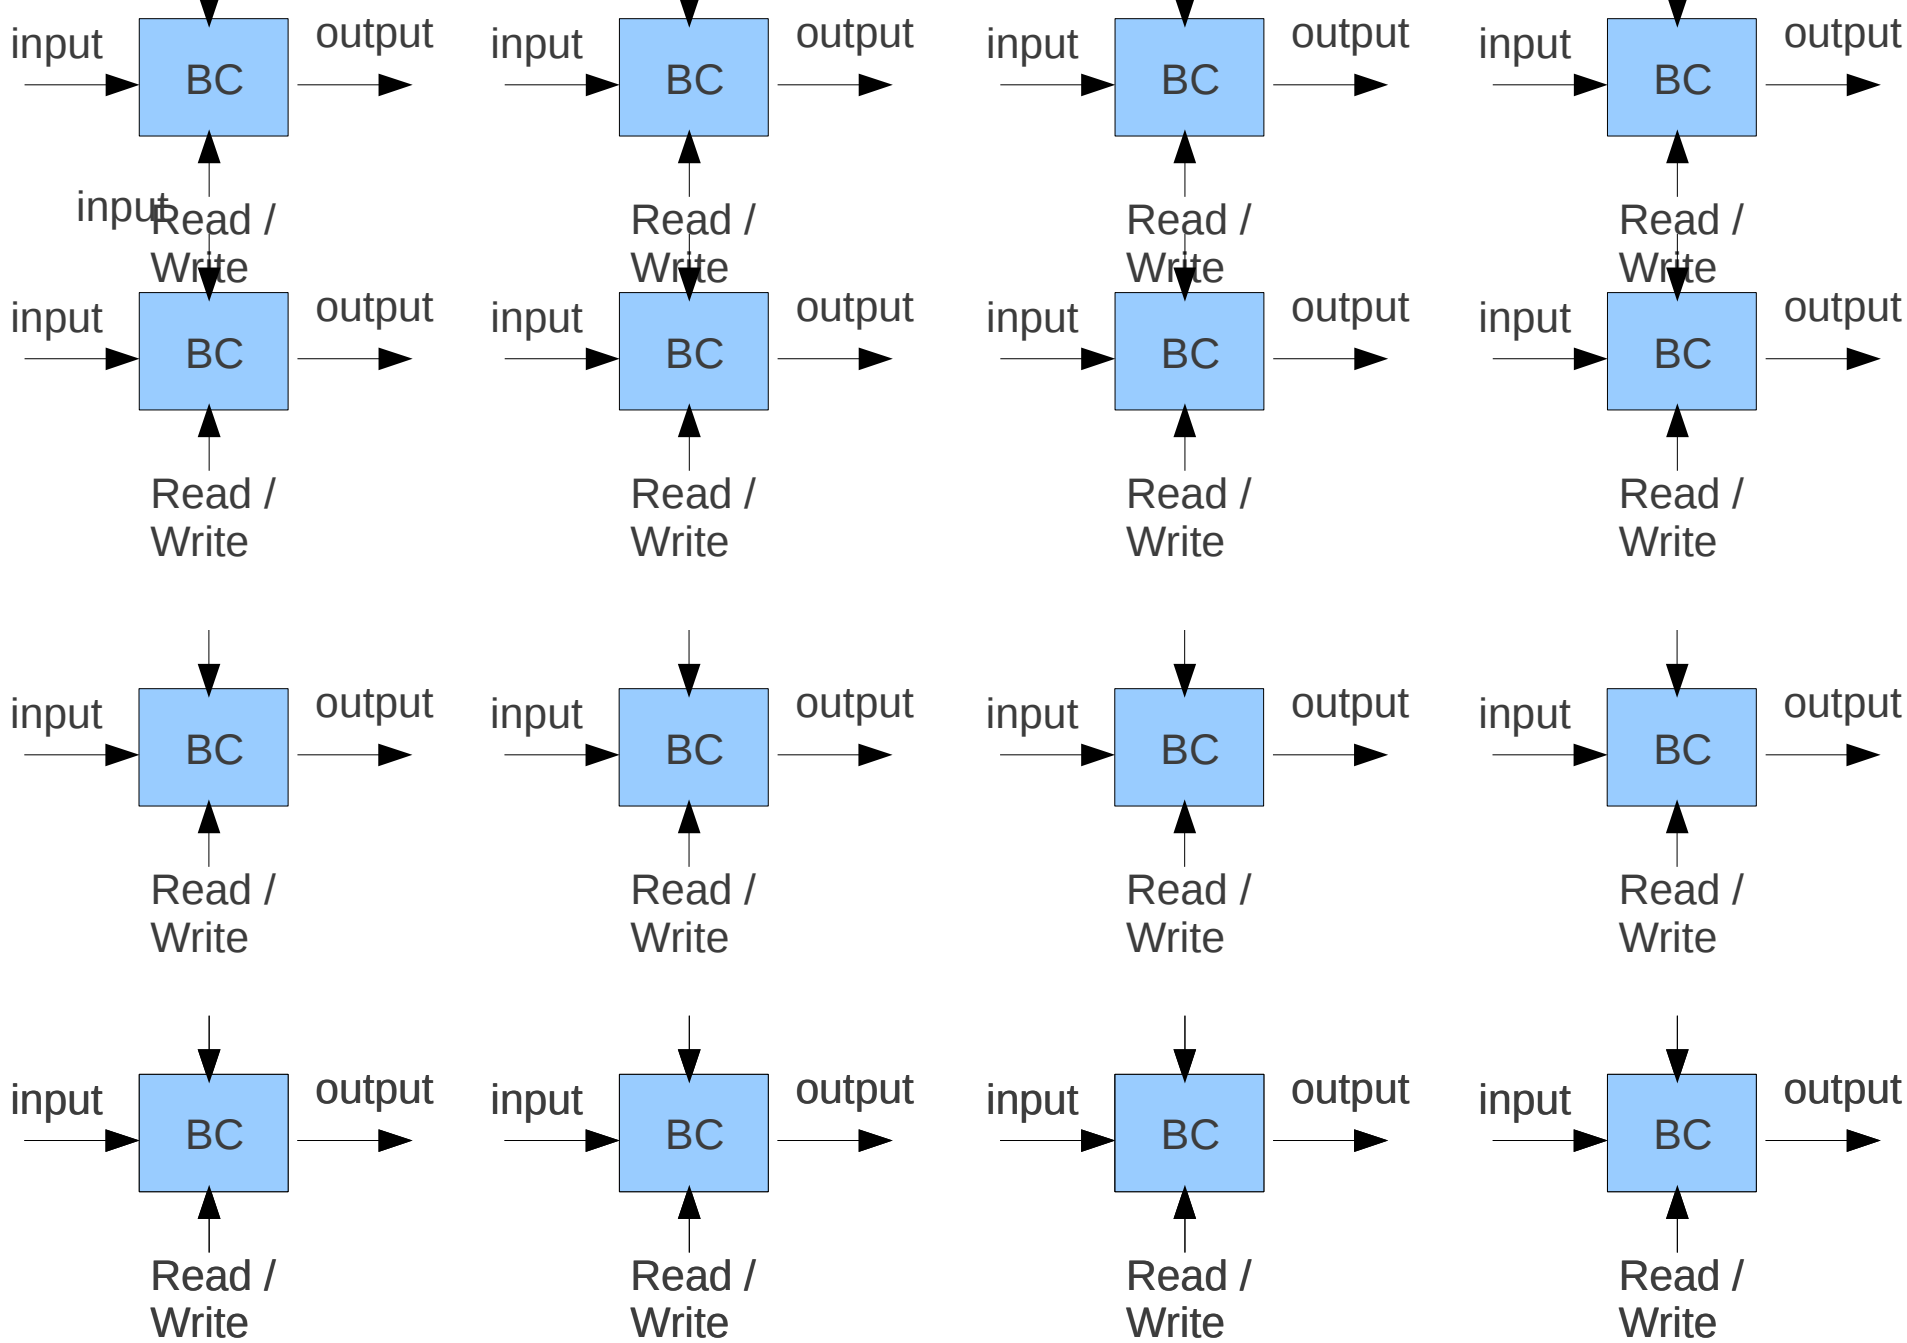 input output input output input output input output
BC BC BC BC
input
Read / Read / Read / Read /
Write Write Write Write
input output input output input output input output
BC BC BC BC
Read / Read / Read / Read /
Write Write Write Write
input output input output input output input output
BC BC BC BC
Read / Read / Read / Read /
Write Write Write Write
input output input output input output input output
BC BC BC BC
Read / Read / Read / Read /
Write Write Write Write